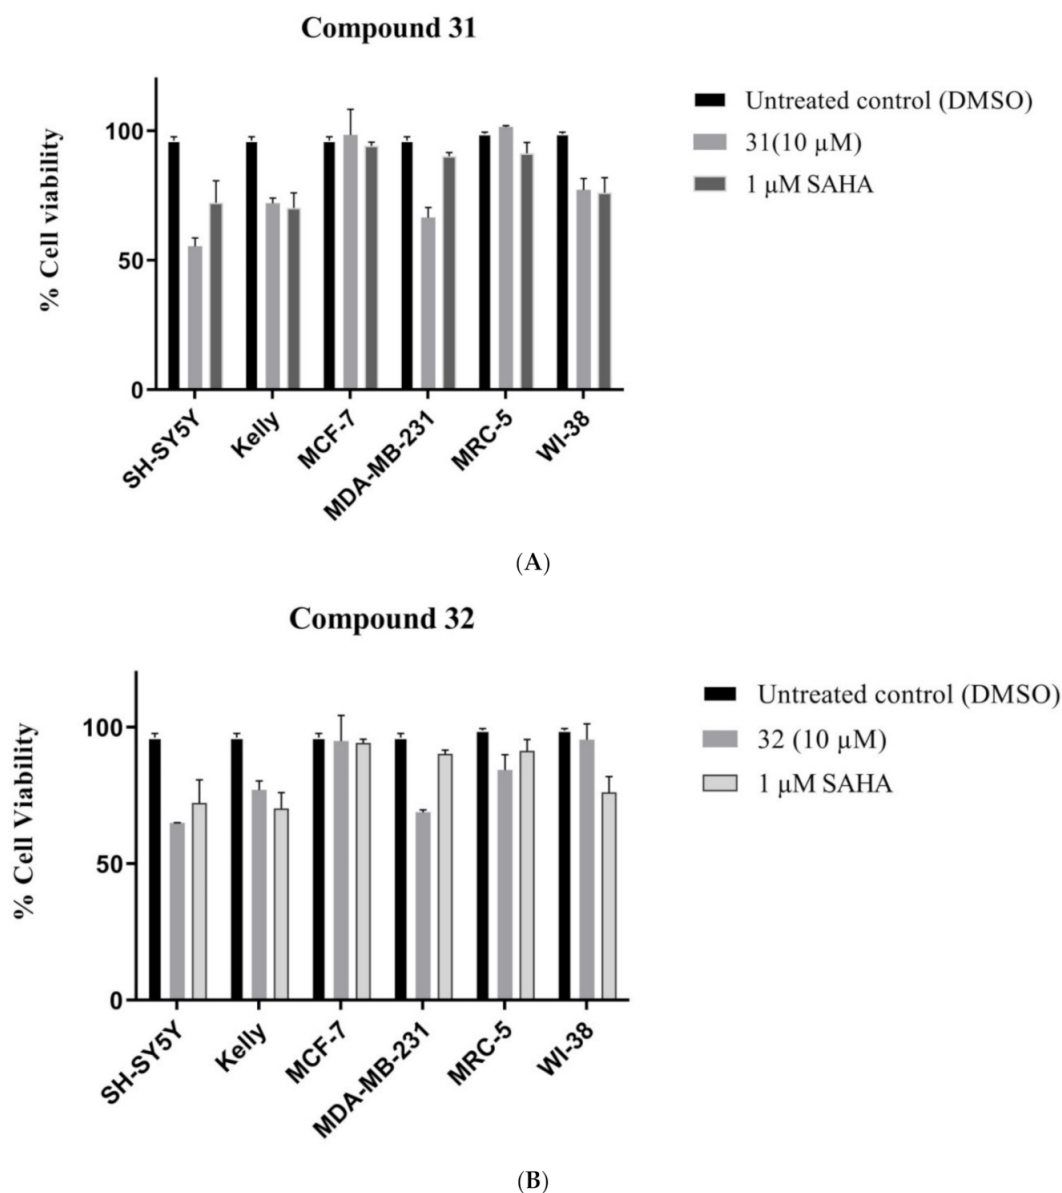 Compound 31
% Cell viability
100
50
0
SH-SY5Y
Kelly
MCF-7
MDA-MB-231
MRC-5
WI-38
Untreated control (DMSO)
31(10 µM)
1 µM SAHA
(A)
Compound 32
% Cell Viability
100
50
0
SH-SY5Y
Kelly
MCF-7
MDA-MB-231
MRC-5
WI-38
Untreated control (DMSO)
32 (10 µM)
1 µM SAHA
(B)